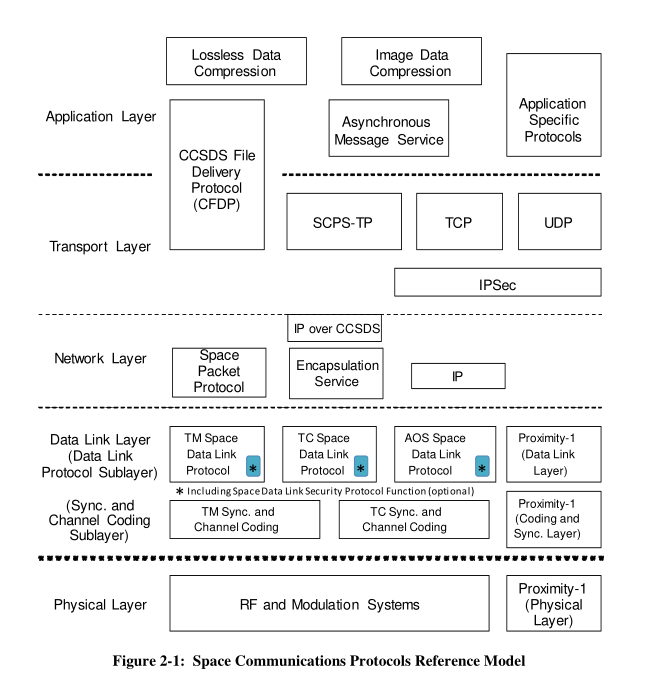 Lossless Data
Compression
Image Data
Compression
Application Layer
Application
Specific
Protocols
Asynchronous
Message Service
CCSDS File
Delivery
Protocol
(CFDP)
Transport Layer
SCPS-TP
TCP
UDP
IPSec
IP over CCSDS
Network Layer
Space
Packet
Protocol
Encapsulation
Service
IP
Data Link Layer
(Data Link
Protocol Sublayer)
TM Space
Data Link
Protocol *
TC Space
Data Link
Protocol *
AOS Space
Data Link
Protocol *
Proximity-1
(Data Link
Layer)
* Including Space Data Link Security Protocol Function (optional)
(Sync. and
Channel Coding
Sublayer)
TM Sync. and
Channel Coding
TC Sync. and
Channel Coding
Proximity-1
(Coding and
Sync. Layer)
Physical Layer
RF and Modulation Systems
Proximity-1
(Physical
Layer)
Figure 2-1: Space Communications Protocols Reference Model